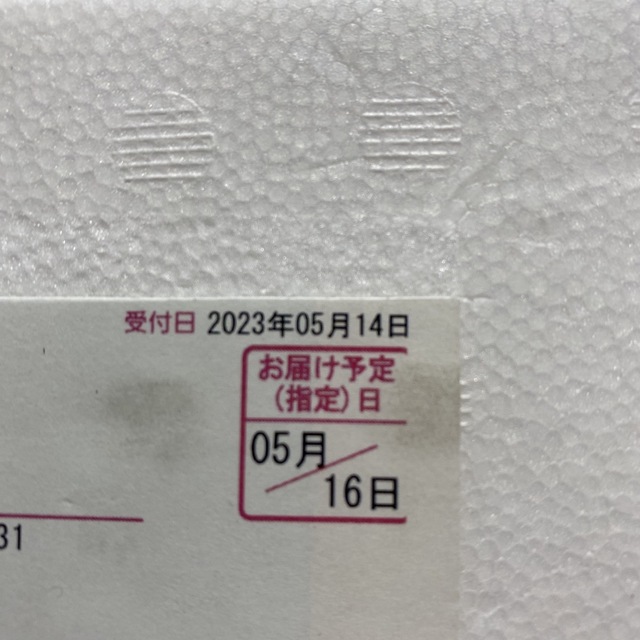 受付日 2023年05月14日
お届け予定
(指定)日
05月
16日
31